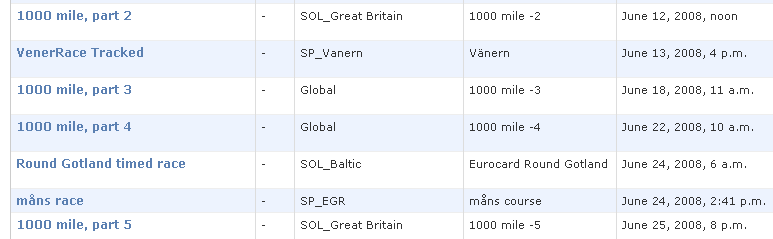 1000 mile, part 2 - SOL_Great Britain 1000 mile -2 June 12, 2008, noon
VenerRace Tracked - SP_Vanern Vänern June 13, 2008, 4 p.m.
1000 mile, part 3 - Global 1000 mile -3 June 18, 2008, 11 a.m.
1000 mile, part 4 - Global 1000 mile -4 June 22, 2008, 10 a.m.
Round Gotland timed race - SOL_Baltic Eurocard Round Gotland June 24, 2008, 6 a.m.
måns race - SP_EGR måns course June 24, 2008, 2:41 p.m.
1000 mile, part 5 - SOL_Great Britain 1000 mile -5 June 25, 2008, 8 p.m.